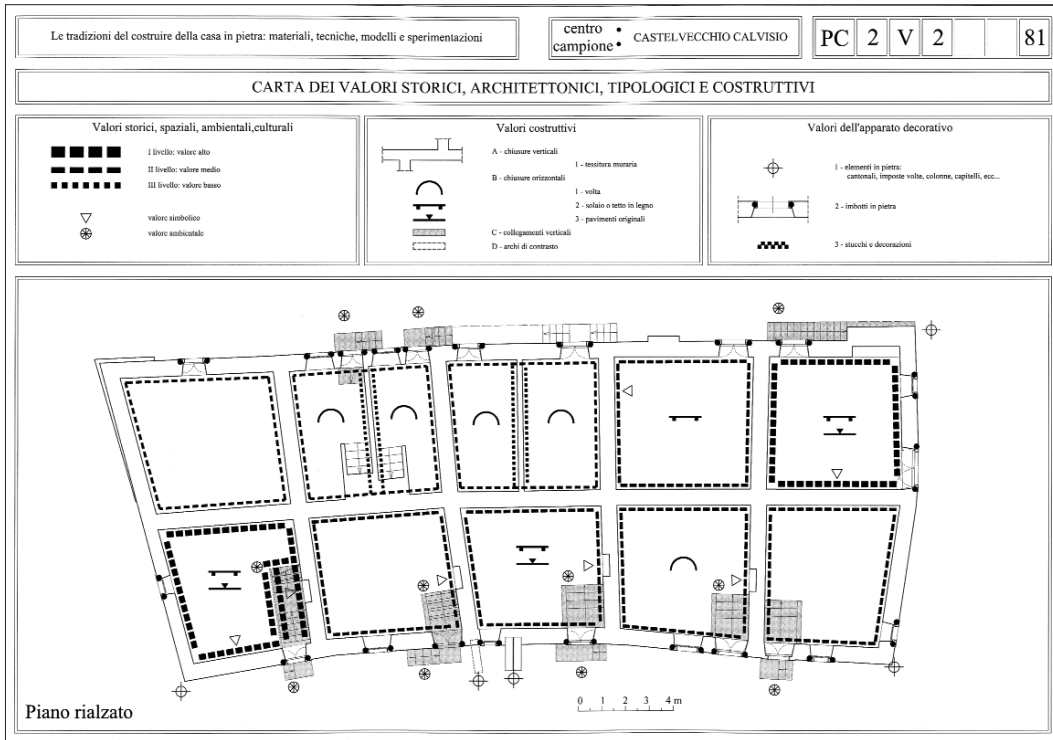 Le tradizioni del costruire della casa in pietra: materiali, tecniche, modelli e sperimentazioni
centro
campione
CASTELVECCHIO CALVISIO
PC 2 V 2 81
CARTA DEI VALORI STORICI, ARCHITETTONICI, TIPOLOGICI E COSTRUTTIVI
Valori storici, spaziali, ambientali,culturali
I livello: valore alto
II livello: valore medio
III livello: valore basso
valore simbolico
valore ambientale
Valori costruttivi
A - chiusure verticali
1 - tessitura muraria
B - chiusure orizzontali
1 - volta
2 - solaio o tetto in legno
3 - pavimenti originali
C - collegamenti verticali
D - archi di contrasto
Valori dell'apparato decorativo
1 - elementi in pietra:
cantonali, imposte volte, colonne, capitelli, ecc...
2 - imbotti in pietra
3 - stucchi e decorazioni
Piano rialzato
0 1 2 3 4 m